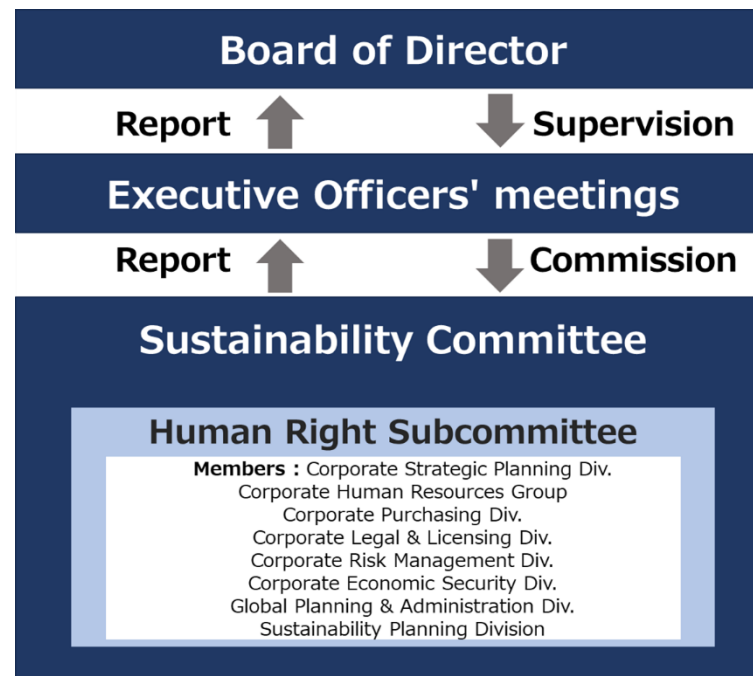 Board of Director
Report Supervision
Executive Officers' meetings
Report Commission
Sustainability Committee
Human Right Subcommittee
Members : Corporate Strategic Planning Div.
Corporate Human Resources Group
Corporate Purchasing Div.
Corporate Legal & Licensing Div.
Corporate Risk Management Div.
Corporate Economic Security Div.
Global Planning & Administration Div.
Sustainability Planning Division